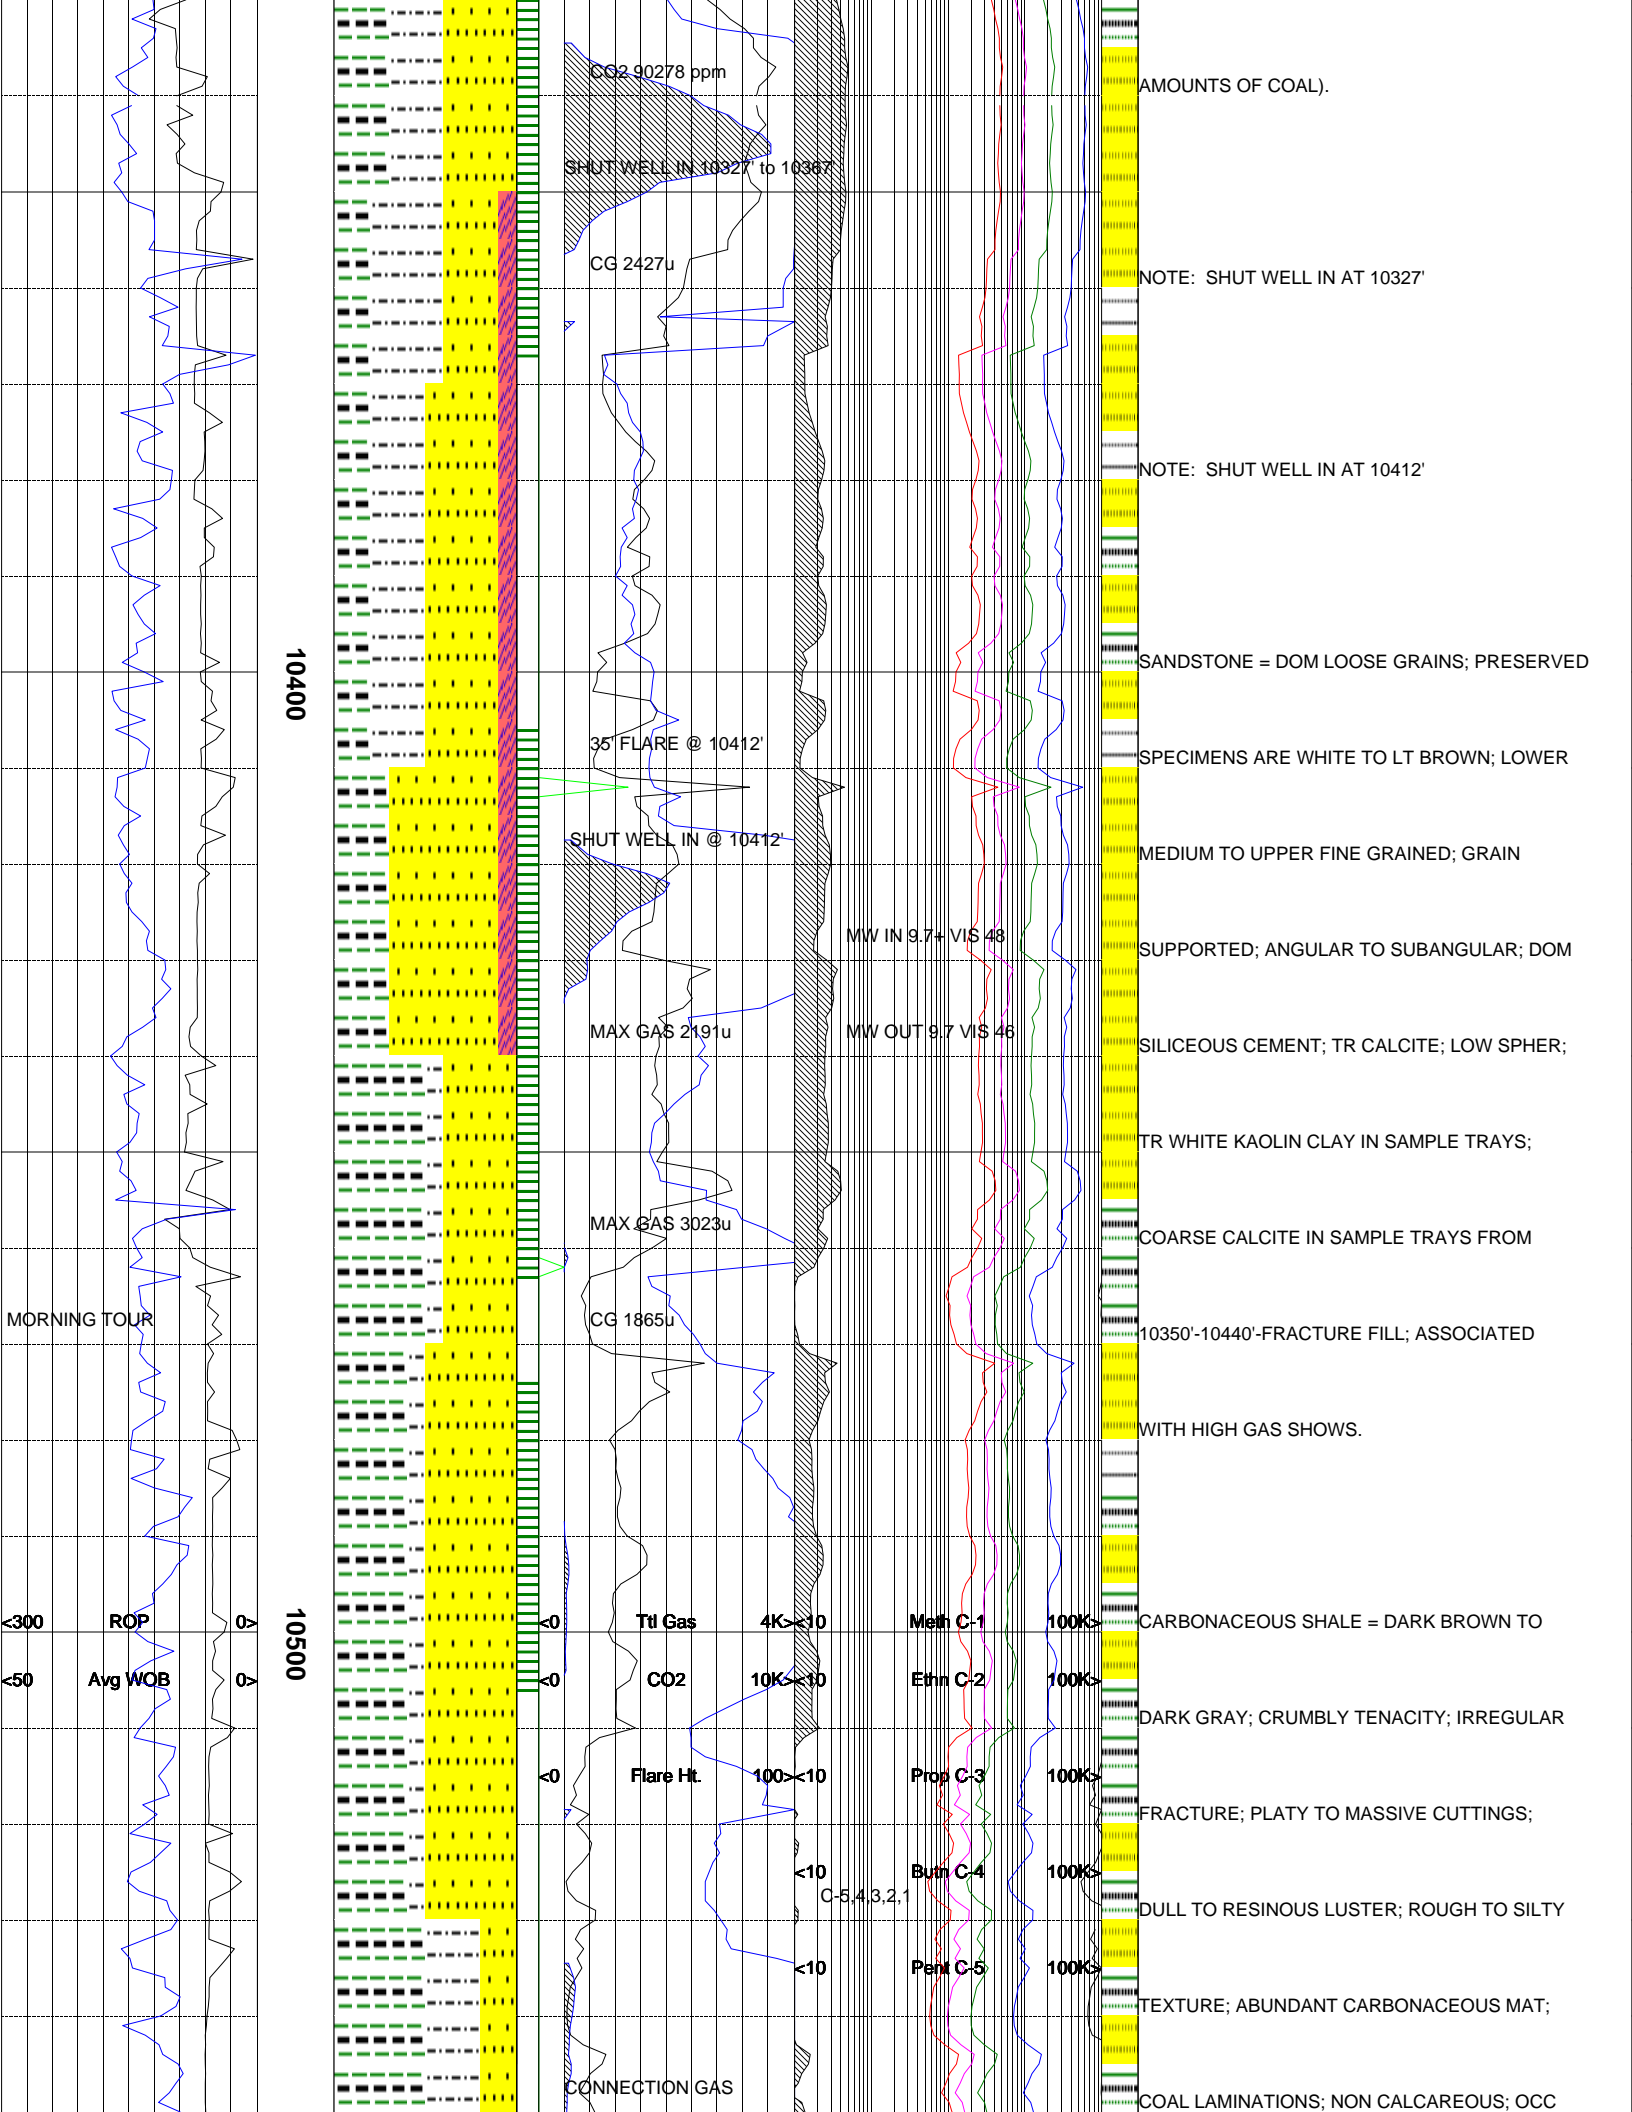 CO2 90278 ppm
AMOUNTS OF COAL).
SHUT WELL IN 10327' to 10367'
CG 2427u
NOTE:  SHUT WELL IN AT 10327'
NOTE:  SHUT WELL IN AT 10412'
10400
SANDSTONE = DOM LOOSE GRAINS; PRESERVED
35' FLARE @ 10412'
SPECIMENS ARE WHITE TO LT BROWN; LOWER
SHUT WELL IN @ 10412'
MEDIUM TO UPPER FINE GRAINED; GRAIN
MW IN 9.7+ VIS 48
SUPPORTED; ANGULAR TO SUBANGULAR; DOM
MAX GAS 2191u
MW OUT 9.7 VIS 46
SILICEOUS CEMENT; TR CALCITE; LOW SPHER;
TR WHITE KAOLIN CLAY IN SAMPLE TRAYS;
MAX GAS 3023u
COARSE CALCITE IN SAMPLE TRAYS FROM
MORNING TOUR
CG 1865u
10350'-10440'-FRACTURE FILL; ASSOCIATED
WITH HIGH GAS SHOWS.
10500
<300 ROP 0>
<0 Ttl Gas 4K>
<10 Meth C-1 100K>
CARBONACEOUS SHALE = DARK BROWN TO
<50 Avg WOB 0>
<0 CO2 10K>
<10 Ethn C-2 100K>
DARK GRAY; CRUMBLY TENACITY; IRREGULAR
<0 Flare Ht. 100>
<10 Prop C-3 100K>
FRACTURE; PLATY TO MASSIVE CUTTINGS;
<10 Butn C-4 100K>
C-5,4,3,2,1
DULL TO RESINOUS LUSTER; ROUGH TO SILTY
<10 Pent C-5 100K>
TEXTURE; ABUNDANT CARBONACEOUS MAT;
CONNECTION GAS
COAL LAMINATIONS; NON CALCAREOUS; OCC